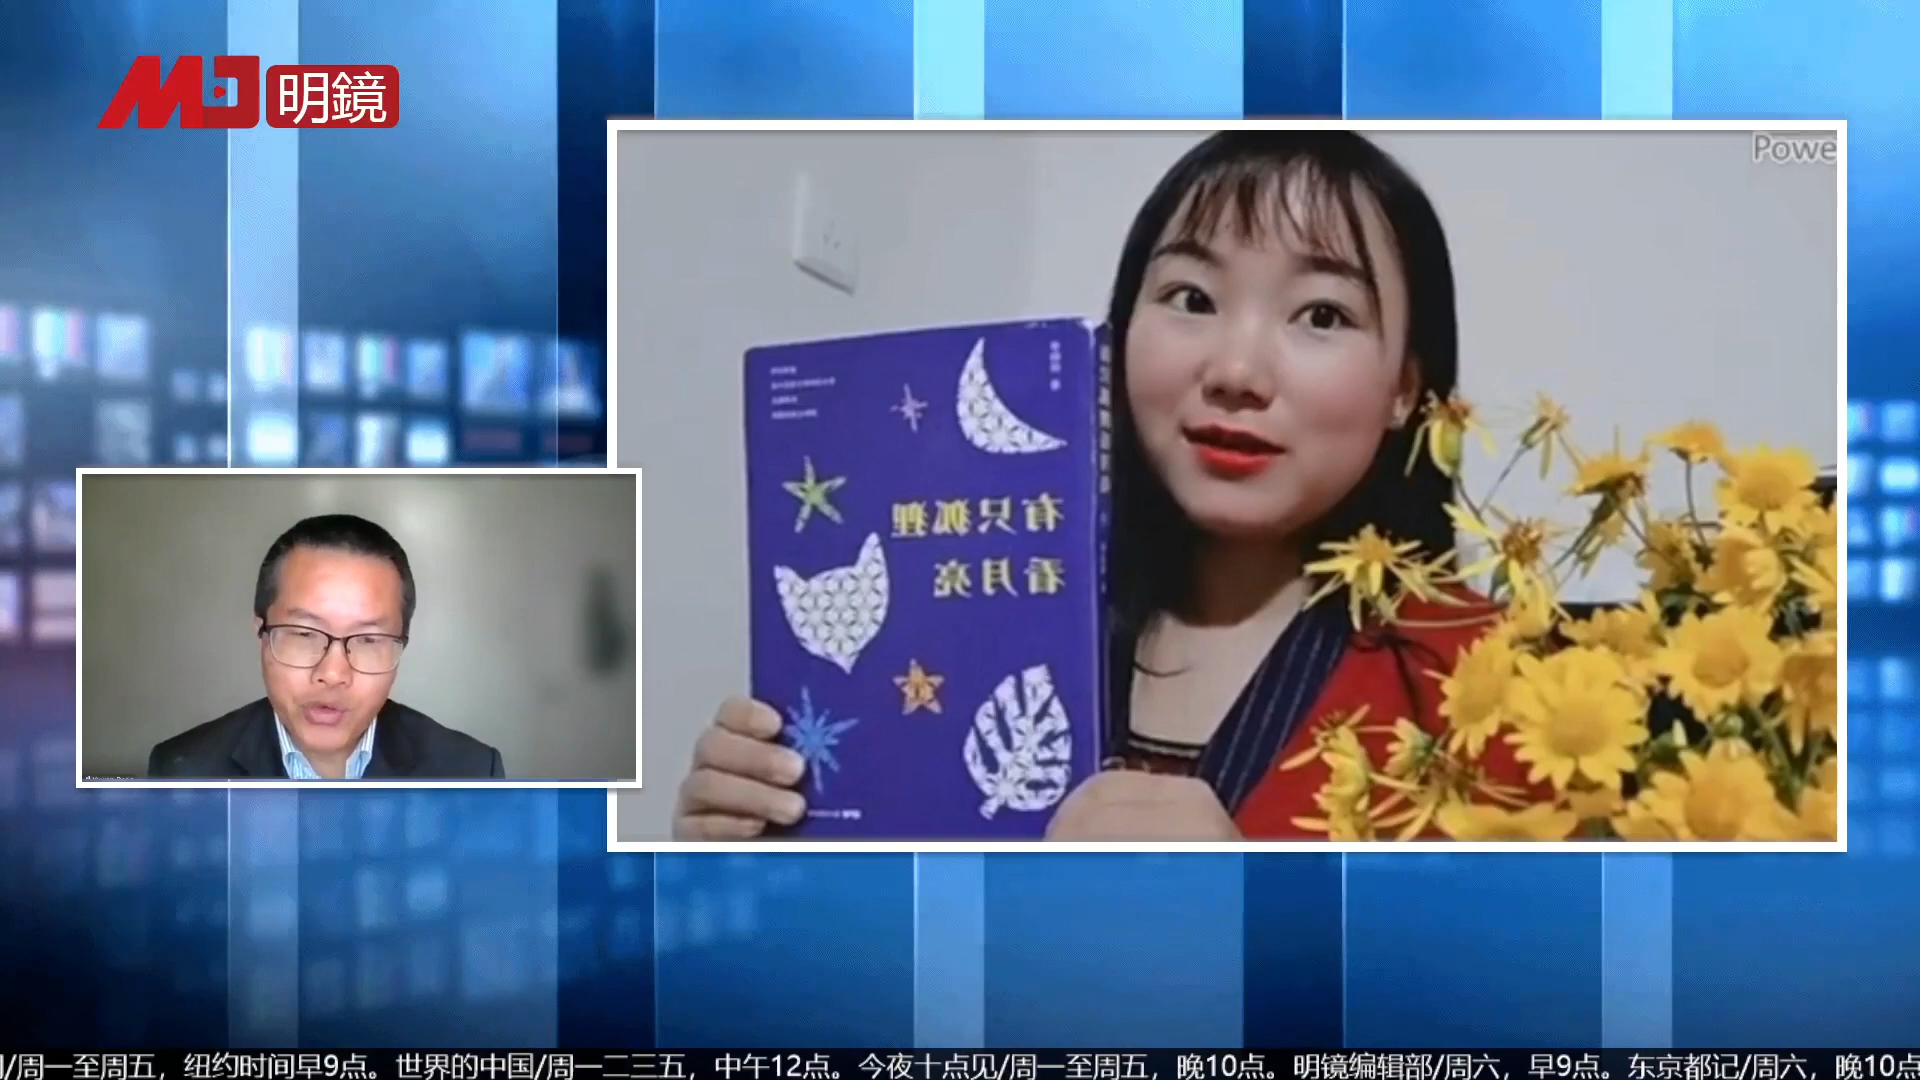 MJ明鏡
Powe
有只狐狸
看月亮
/周一至周五，纽约时间早9点。世界的中国/周一二三五，中午12点。今夜十点见/周一至周五，晚10点。明镜编辑部/周六，早9点。东京都记/周六，晚10点